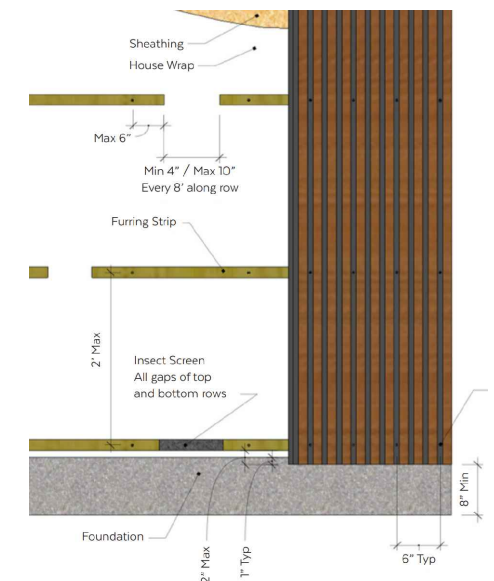 Sheathing
House Wrap
Max 6"
Min 4" / Max 10"
Every 8' along row
Furring Strip
2' Max
Insect Screen
All gaps of top
and bottom rows
8" Min
Foundation
2" Max
1" Typ
6" Typ